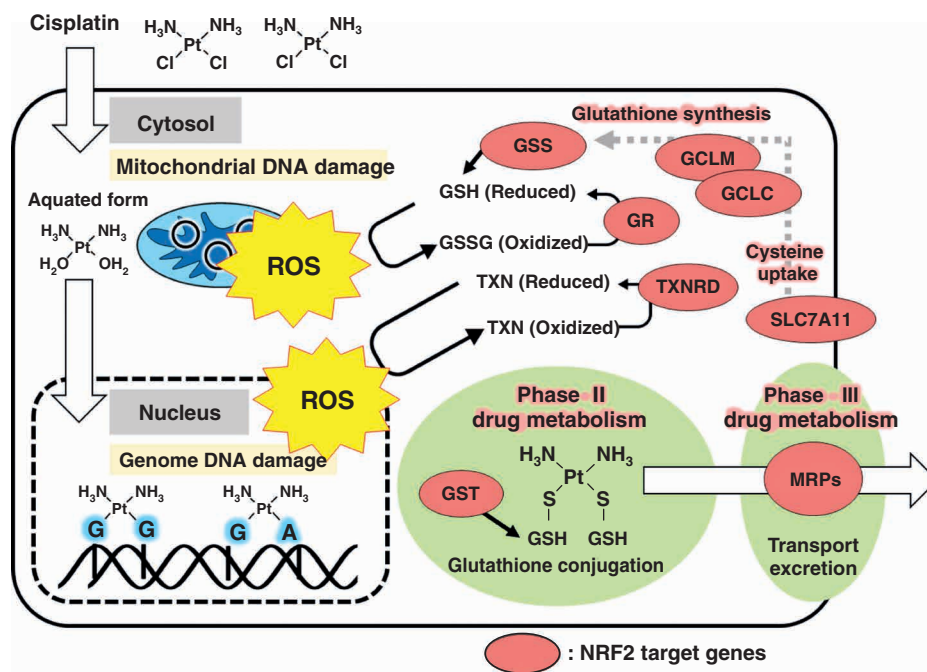 Cisplatin
H₃N NH₃
Pt
Cl Cl
H₃N NH₃
Pt
Cl Cl
Cytosol
Mitochondrial DNA damage
Aquated form
H₃N NH₃
Pt
H₂O OH₂
ROS
Glutathione synthesis
GSS
GCLM
GCLC
GSH (Reduced)
GR
GSSG (Oxidized)
Cysteine
uptake
TXN (Reduced)
TXNRD
TXN (Oxidized)
SLC7A11
ROS
Nucleus
Genome DNA damage
H₃N NH₃
Pt
G G
H₃N NH₃
Pt
G A
Phase-II
drug metabolism
H₃N NH₃
Pt
S S
GST
GSH GSH
Glutathione conjugation
Phase-III
drug metabolism
MRPs
Transport
excretion
: NRF2 target genes